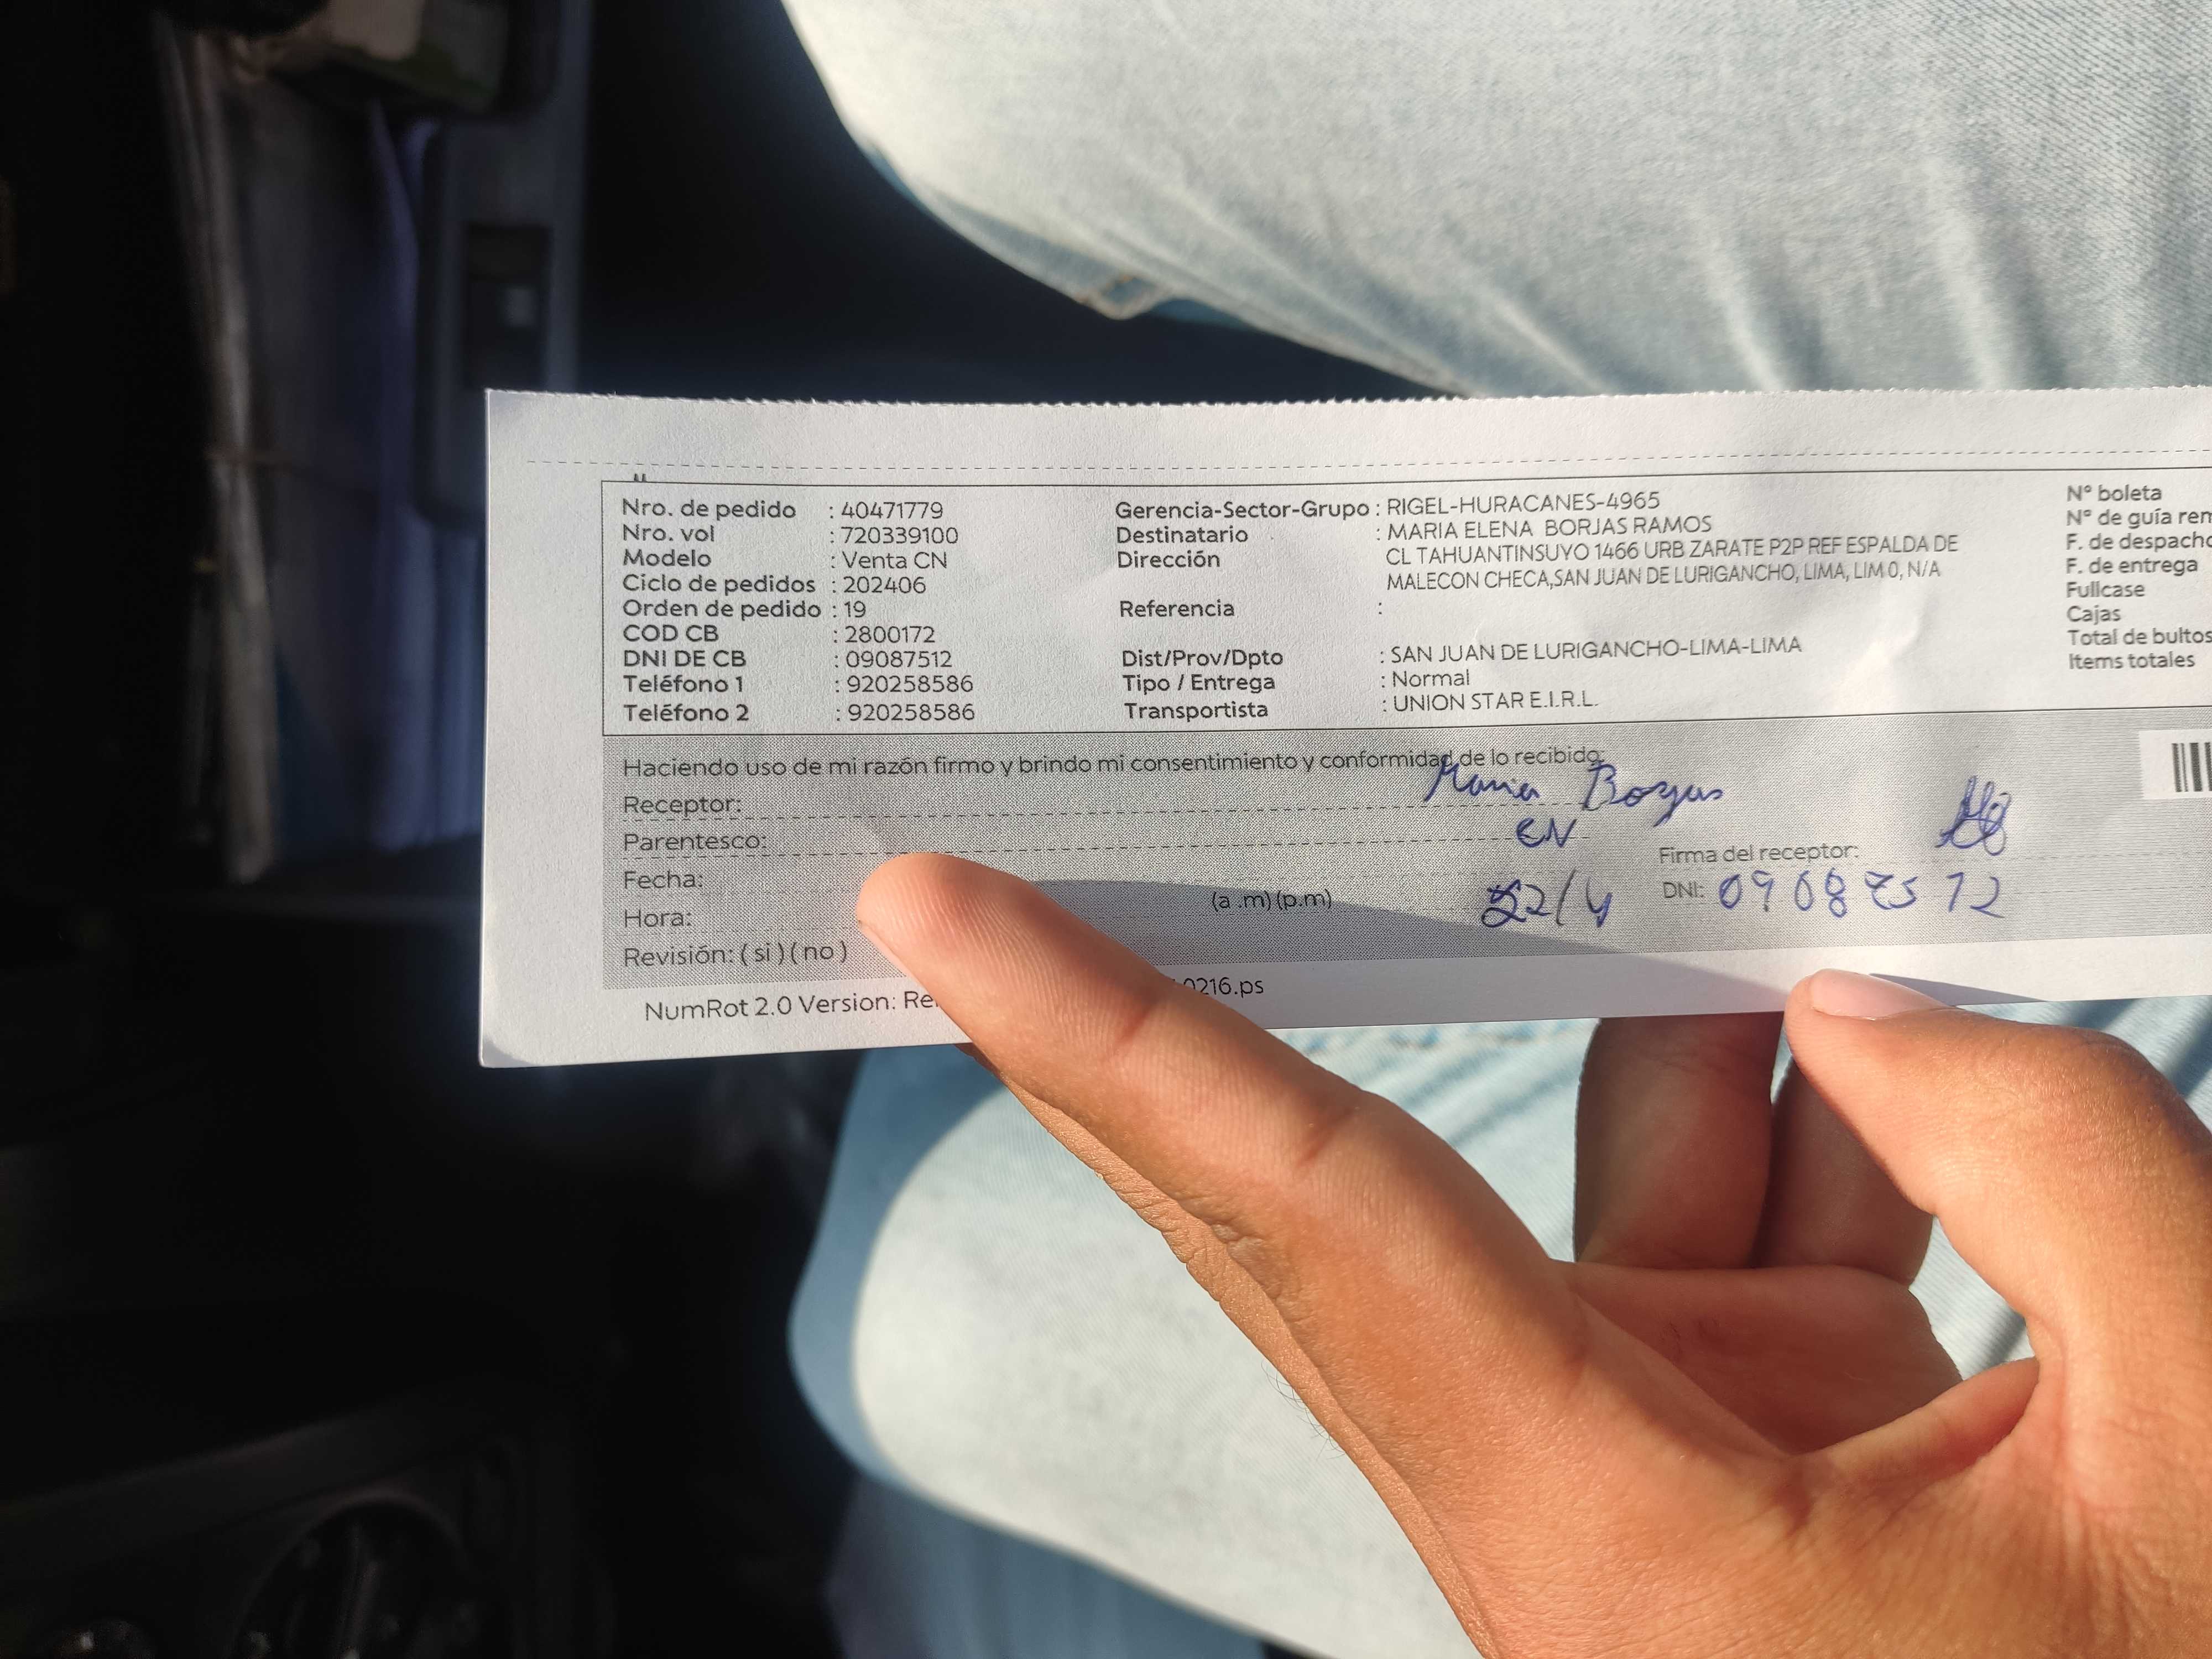 Nro. de pedido : 40471779
Nro. vol : 720339100
Modelo : Venta CN
Ciclo de pedidos : 202406
Orden de pedido : 19
COD CB : 2800172
DNI DE CB : 09087512
Teléfono 1 : 920258586
Teléfono 2 : 920258586
Gerencia-Sector-Grupo : RIGEL-HURACANES-4965
Destinatario : MARIA ELENA BORJAS RAMOS
Dirección CL TAHUANTINSUYO 1466 URB ZARATE P2P REF ESPALDA DE
MALECON CHECA,SAN JUAN DE LURIGANCHO, LIMA, LIM 0, N/A
Referencia :
Dist/Prov/Dpto : SAN JUAN DE LURIGANCHO-LIMA-LIMA
Tipo / Entrega : Normal
Transportista : UNION STAR E.I.R.L.
N° boleta
N° de guía rem
F. de despacho
F. de entrega
Fullcase
Cajas
Total de bultos
Items totales
Haciendo uso de mi razón firmo y brindo mi consentimiento y conformidad de lo recibido:
Receptor: Maria Borjas
Parentesco: CN
Firma del receptor:
Fecha: 22/4
DNI: 09087512
Hora: (a .m) (p.m)
Revisión: ( si ) ( no )
NumRot 2.0 Version: Re 0216.ps